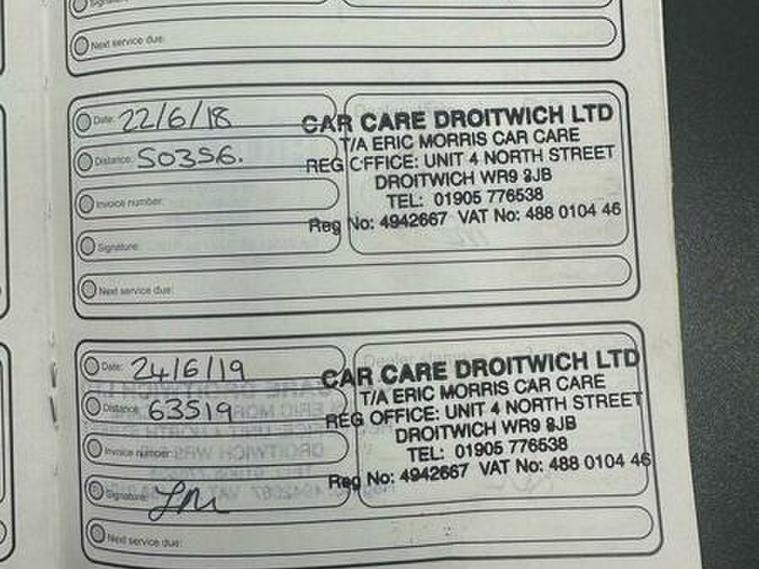 Signature:
Next service due:
Date: 22/6/18
Distance: 50356.
Invoice number:
Signature:
Next service due:
CAR CARE DROITWICH LTD
T/A ERIC MORRIS CAR CARE
REG OFFICE: UNIT 4 NORTH STREET
DROITWICH WR9 8JB
TEL: 01905 776538
Reg No: 4942667 VAT No: 488 0104 46
Date: 24/6/19
Distance: 63519
Invoice number:
Signature:
Next service due:
Dealer stamp
CAR CARE DROITWICH LTD
T/A ERIC MORRIS CAR CARE
REG OFFICE: UNIT 4 NORTH STREET
DROITWICH WR9 8JB
TEL: 01905 776538
Reg No: 4942667 VAT No: 488 0104 46